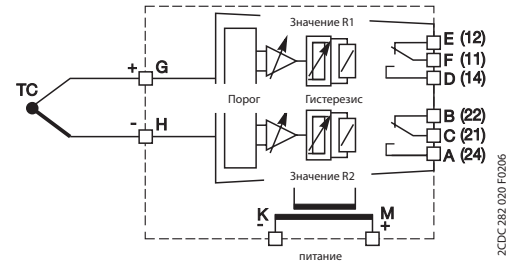 Значение R1
E (12)
+ G
F (11)
TC
Порог
Гистерезис
D (14)
B (22)
- H
C (21)
A (24)
Значение R2
K M
- +
питание
2CDC 282 020 F0206